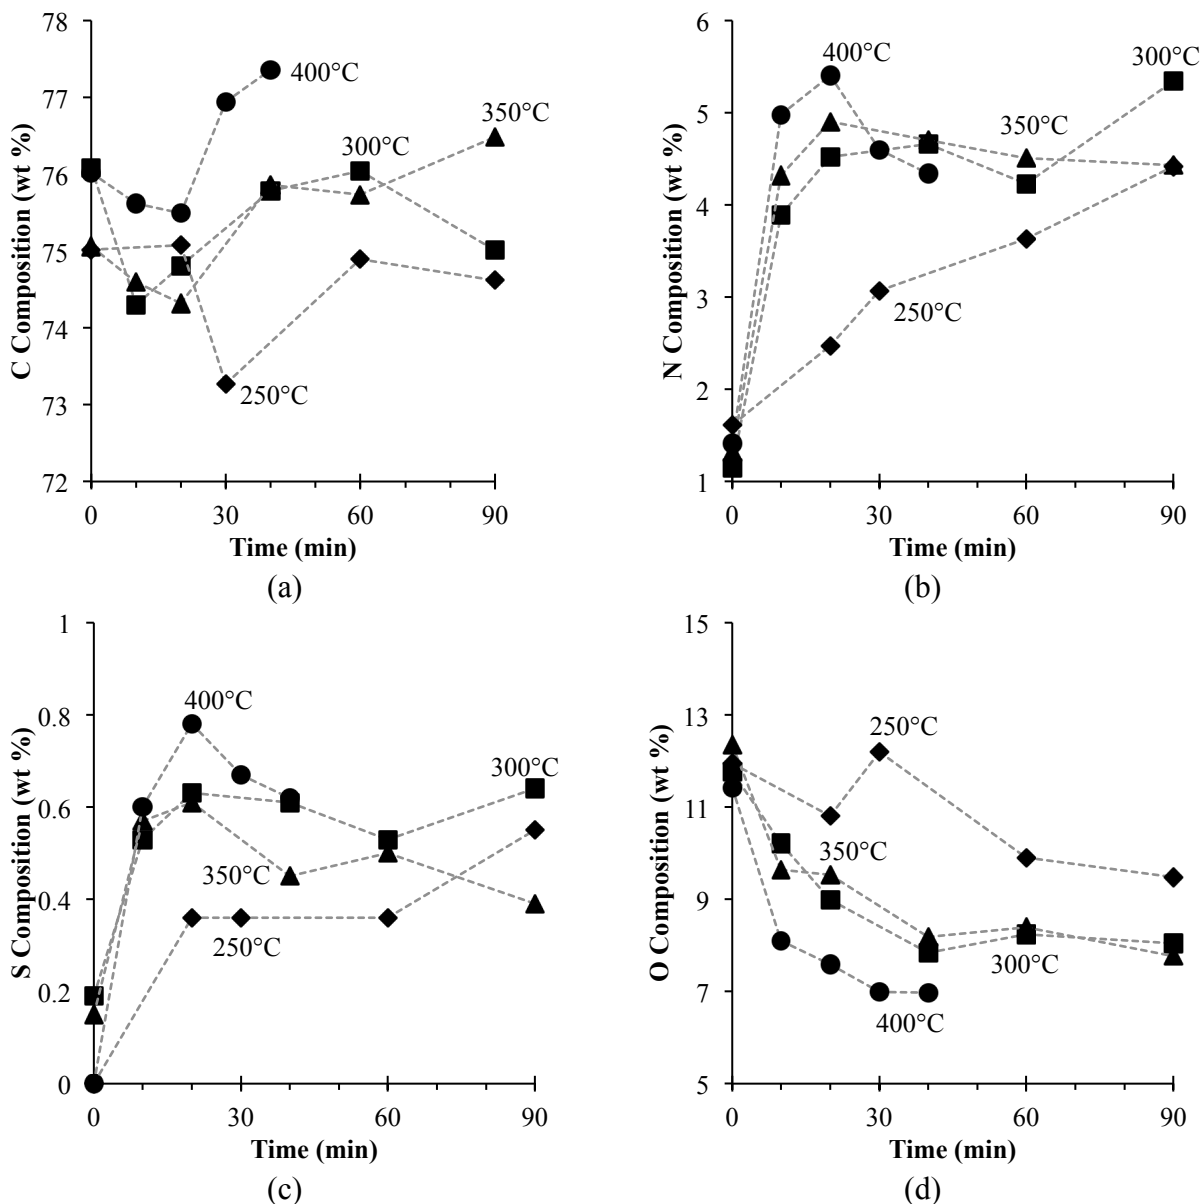 78
77
76
75
74
73
72
C Composition (wt %)
400°C
350°C
300°C
250°C
0
30
60
90
Time (min)
(a)
6
5
4
3
2
1
N Composition (wt %)
400°C
300°C
350°C
250°C
0
30
60
90
Time (min)
(b)
1
0.8
0.6
0.4
0.2
0
S Composition (wt %)
400°C
300°C
350°C
250°C
0
30
60
90
Time (min)
(c)
15
13
11
9
7
5
O Composition (wt %)
250°C
350°C
300°C
400°C
0
30
60
90
Time (min)
(d)